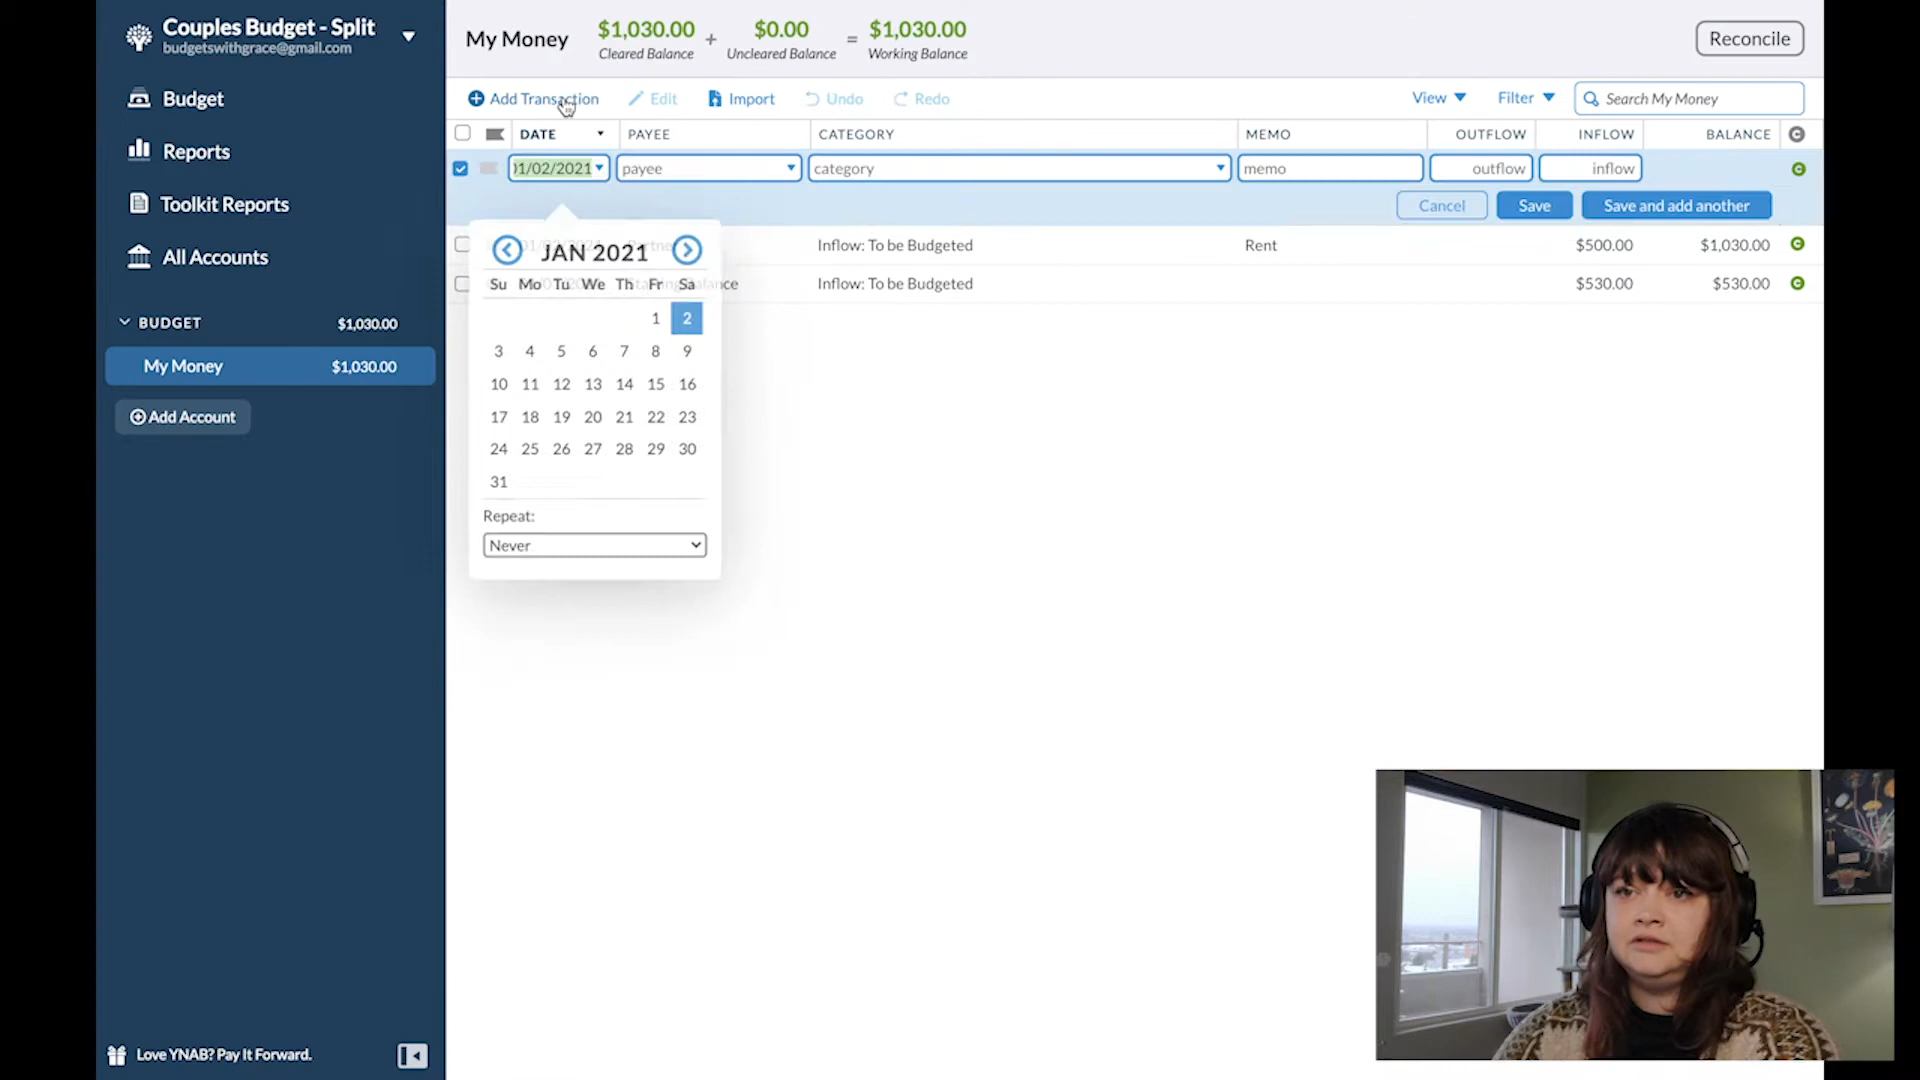 Couples Budget - Split
budgetswithgrace@gmail.com
Budget
Reports
Toolkit Reports
All Accounts
BUDGET $1,030.00
My Money $1,030.00
Add Account
Love YNAB? Pay It Forward.
My Money
$1,030.00 + $0.00 = $1,030.00
Cleared Balance Uncleared Balance Working Balance
Reconcile
Add Transaction Edit Import Undo Redo View Filter Search My Money
DATE PAYEE CATEGORY MEMO OUTFLOW INFLOW BALANCE C
01/02/2021 payee category memo outflow inflow C
Cancel Save Save and add another
Inflow: To be Budgeted Rent $500.00 $1,030.00 C
Inflow: To be Budgeted $530.00 $530.00 C
JAN 2021
Su Mo Tu We Th Fr Sa
1 2
3 4 5 6 7 8 9
10 11 12 13 14 15 16
17 18 19 20 21 22 23
24 25 26 27 28 29 30
31
Repeat:
Never